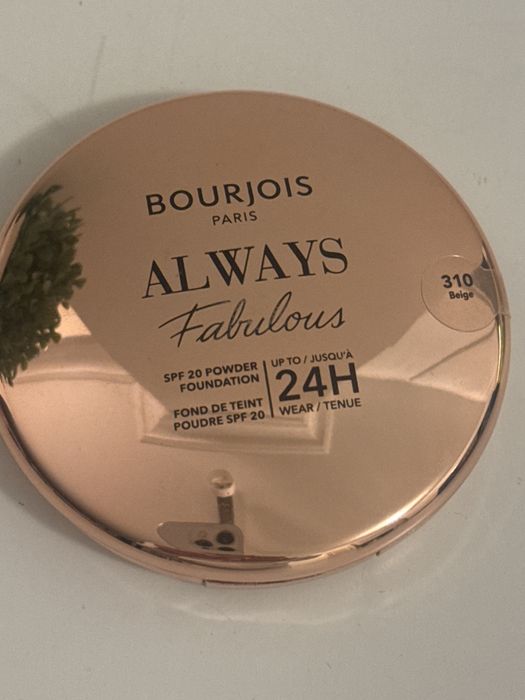 BOURJOIS
PARIS
ALWAYS
Fabulous
SPF 20 POWDER
FOUNDATION
FOND DE TEINT
POUDRE SPF 20
UP TO / JUSQU'À
24H
WEAR / TENUE
310
Beige